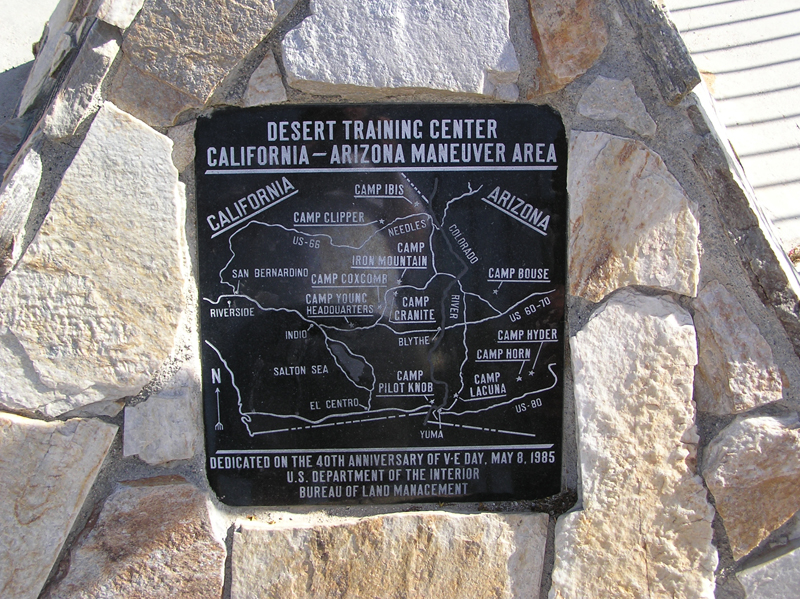 DESERT TRAINING CENTER
CALIFORNIA – ARIZONA MANEUVER AREA
CALIFORNIA
CAMP IBIS
ARIZONA
CAMP CLIPPER
NEEDLES
US-66
COLORADO
CAMP
IRON MOUNTAIN
SAN BERNARDINO
CAMP COXCOMB
CAMP BOUSE
CAMP YOUNG
HEADQUARTERS
CAMP
GRANITE
RIVER
US 60-70
RIVERSIDE
INDIO
BLYTHE
CAMP HYDER
CAMP HORN
SALTON SEA
N
CAMP
PILOT KNOB
CAMP
LAGUNA
EL CENTRO
US-80
YUMA
DEDICATED ON THE 40TH ANNIVERSARY OF V-E DAY, MAY 8, 1985
U.S. DEPARTMENT OF THE INTERIOR
BUREAU OF LAND MANAGEMENT